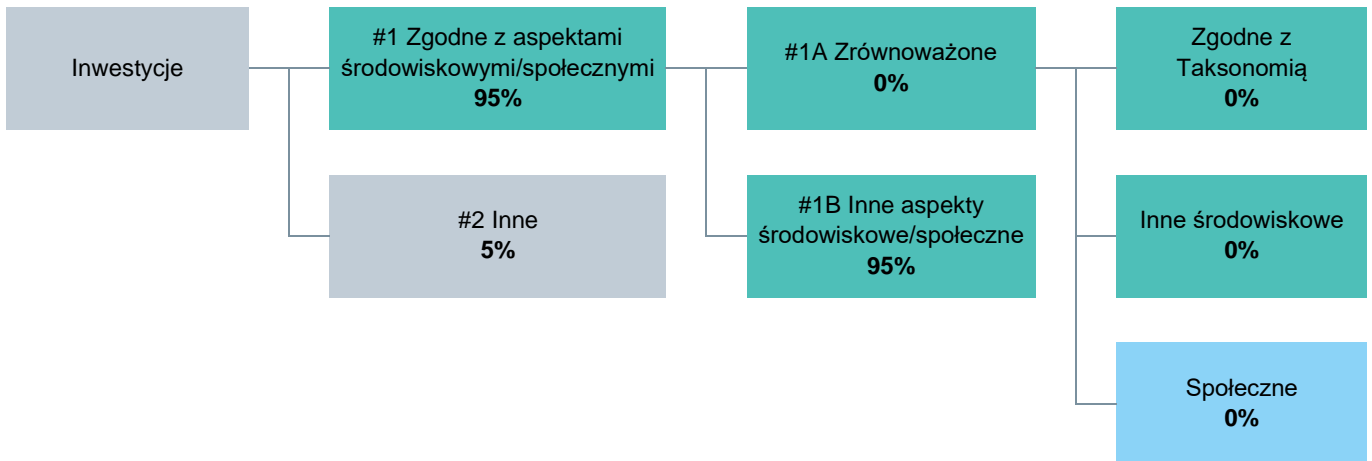 Inwestycje
#1 Zgodne z aspektami
środowiskowymi/społecznymi
95%
#2 Inne
5%
#1A Zrównoważone
0%
#1B Inne aspekty
środowiskowe/społeczne
95%
Zgodne z
Taksonomią
0%
Inne środowiskowe
0%
Społeczne
0%